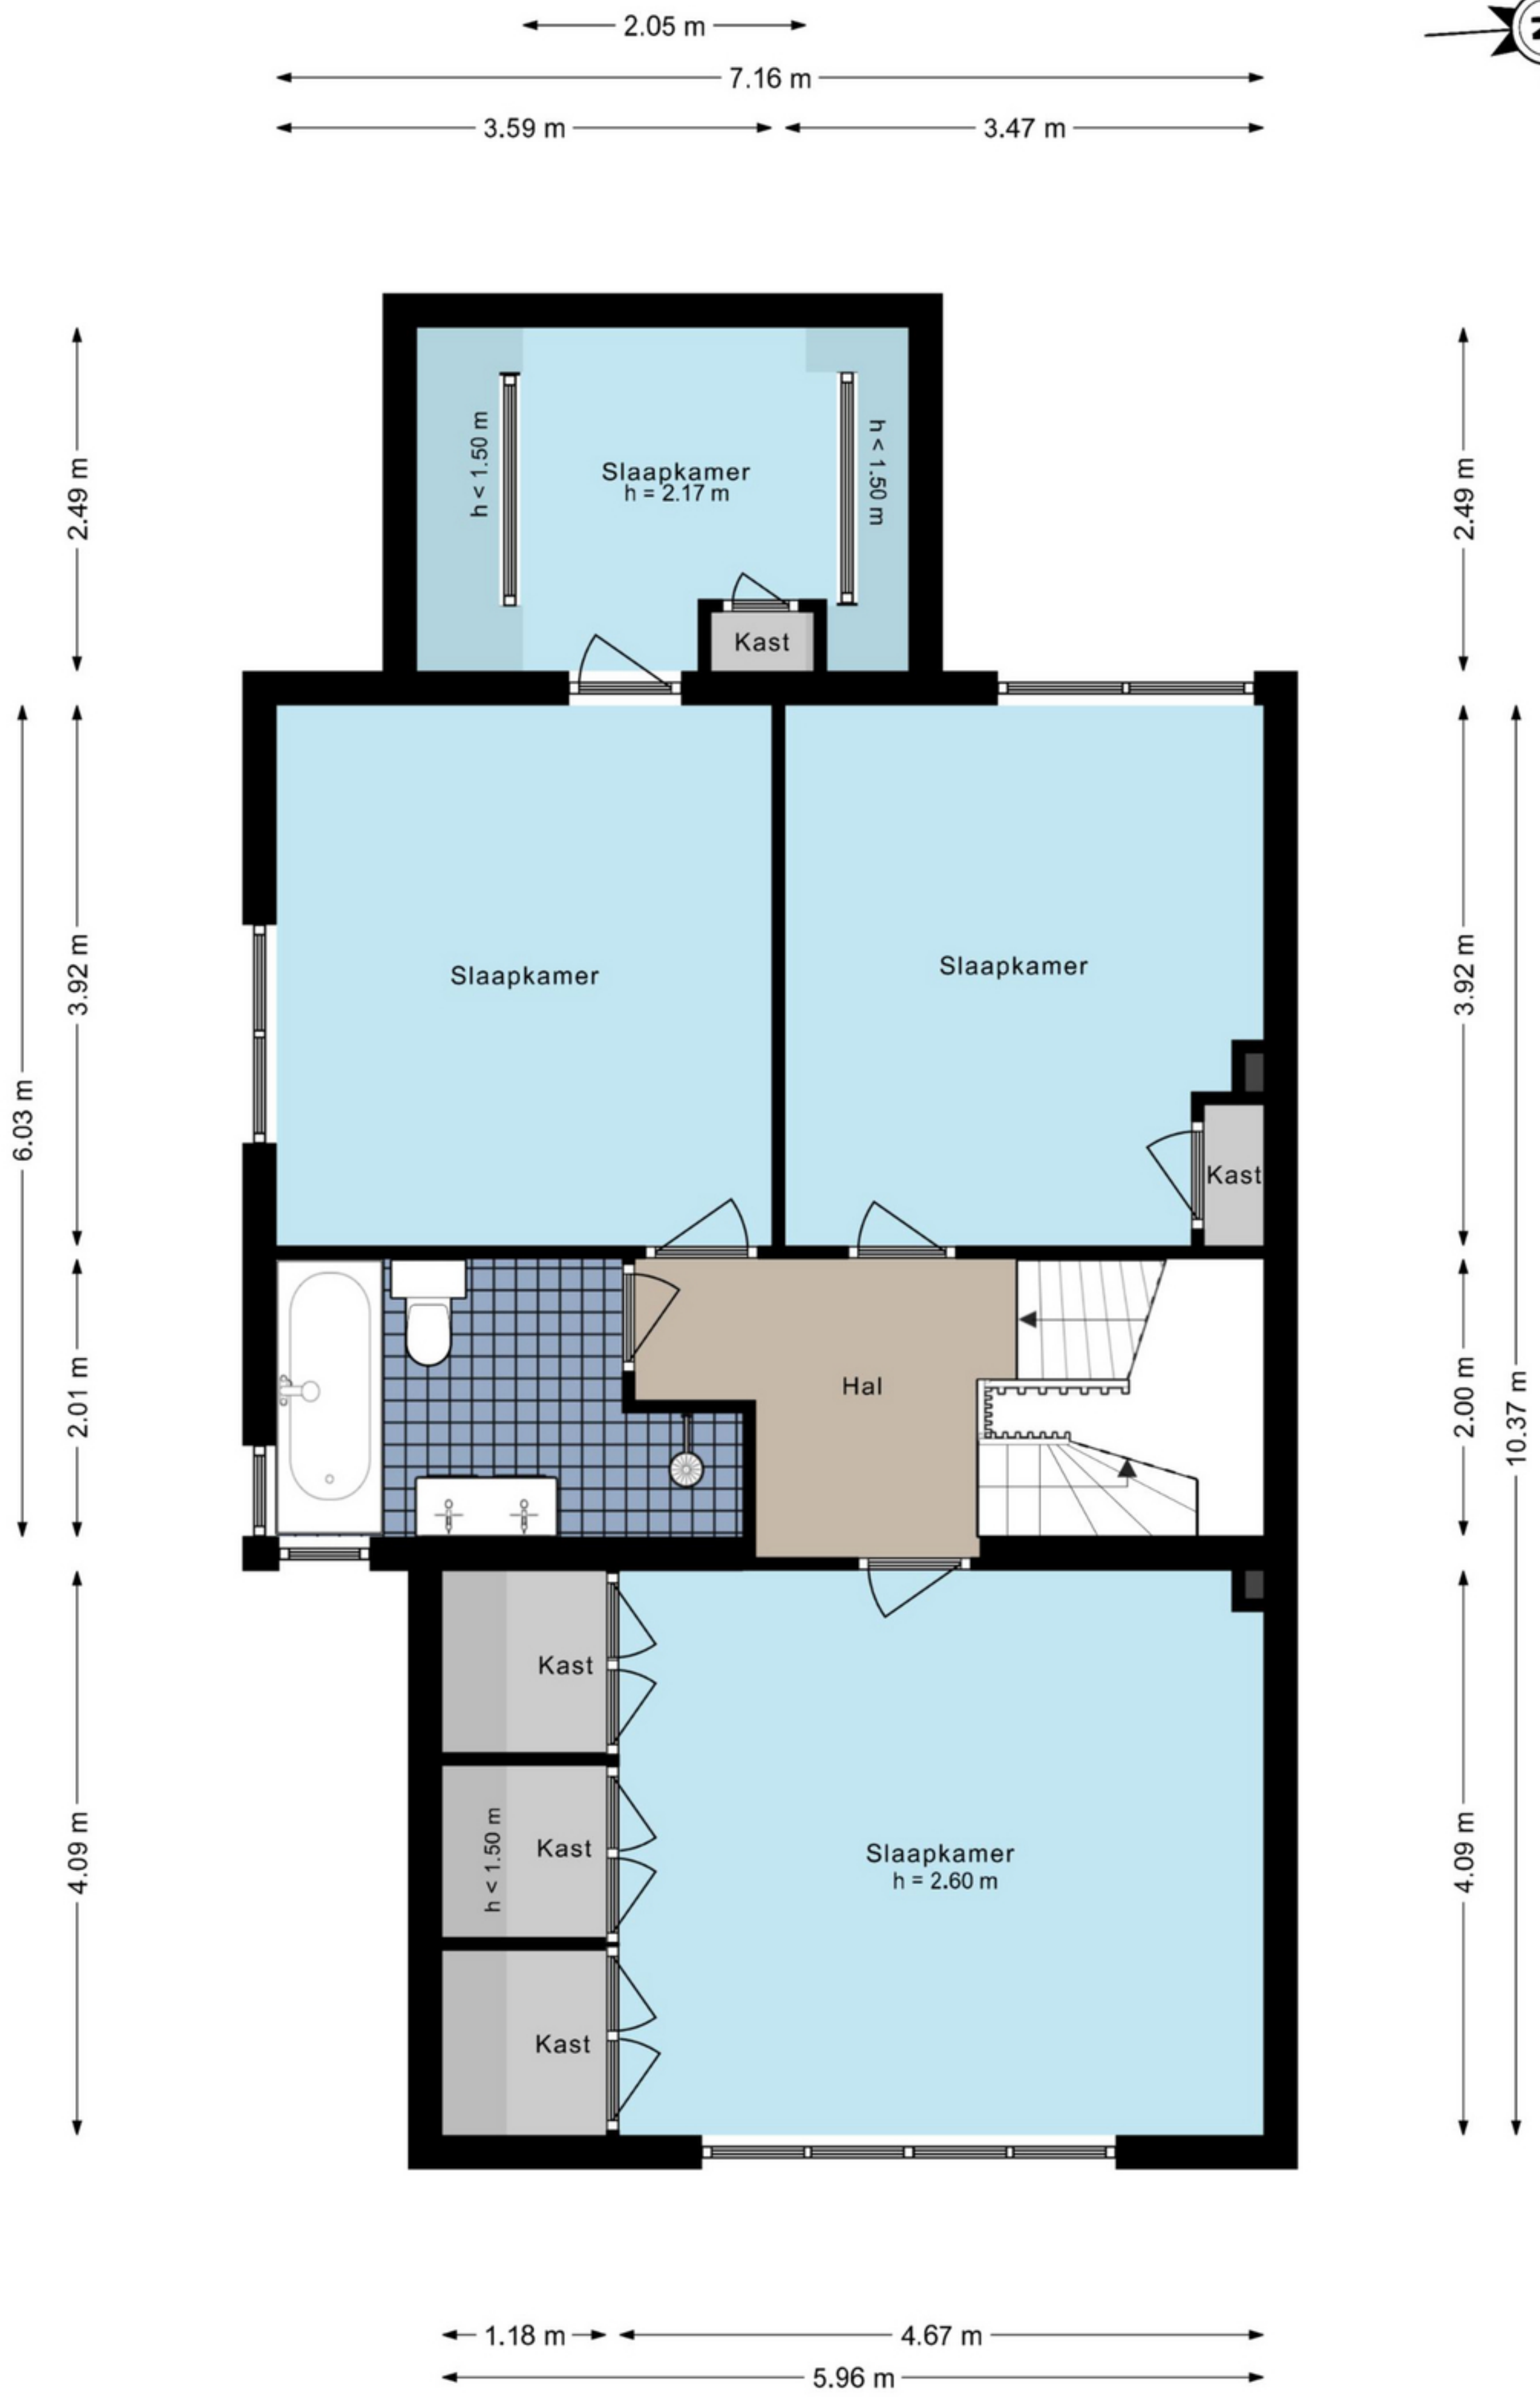 2.05 m
7.16 m
3.59 m
3.47 m
2.49 m
h < 1.50 m
Slaapkamer
h = 2.17 m
h < 1.50 m
2.49 m
Kast
3.92 m
Slaapkamer
Slaapkamer
3.92 m
6.03 m
Kast
2.01 m
Hal
2.00 m
10.37 m
Kast
4.09 m
h < 1.50 m
Kast
Slaapkamer
h = 2.60 m
4.09 m
Kast
1.18 m
4.67 m
5.96 m